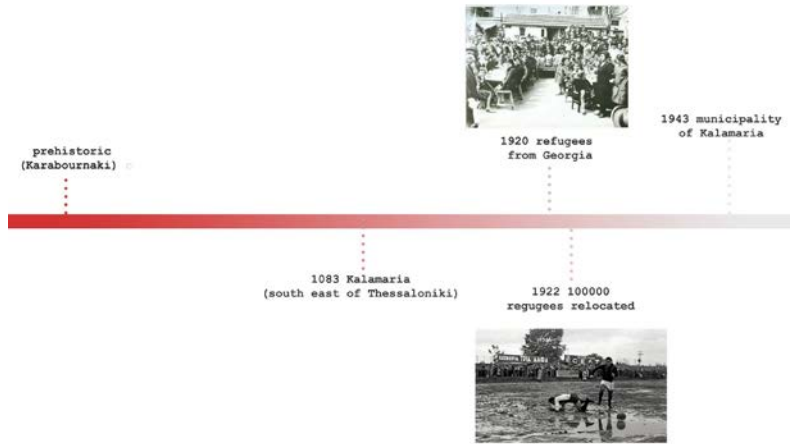 prehistoric
(Karabournaki)
1083 Kalamaria
(south east of Thessaloniki)
1920 refugees
from Georgia
1922 100000
regugees relocated
1943 municipality
of Kalamaria